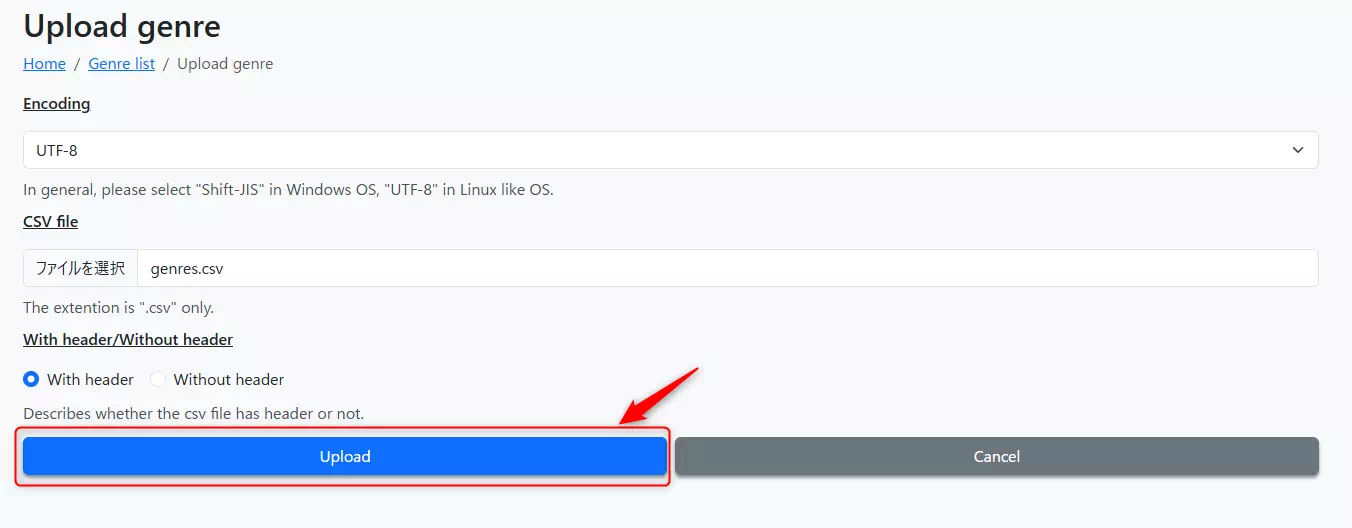 Upload genre
Home / Genre list / Upload genre
Encoding
UTF-8
In general, please select "Shift-JIS" in Windows OS, "UTF-8" in Linux like OS.
CSV file
ファイルを選択 genres.csv
The extention is ".csv" only.
With header/Without header
With header Without header
Describes whether the csv file has header or not.
Upload Cancel